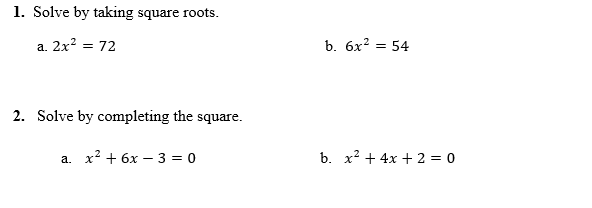 1. Solve by taking square roots.
a. 2x² = 72 b. 6x² = 54
2. Solve by completing the square.
a. x² + 6x − 3 = 0 b. x² + 4x + 2 = 0